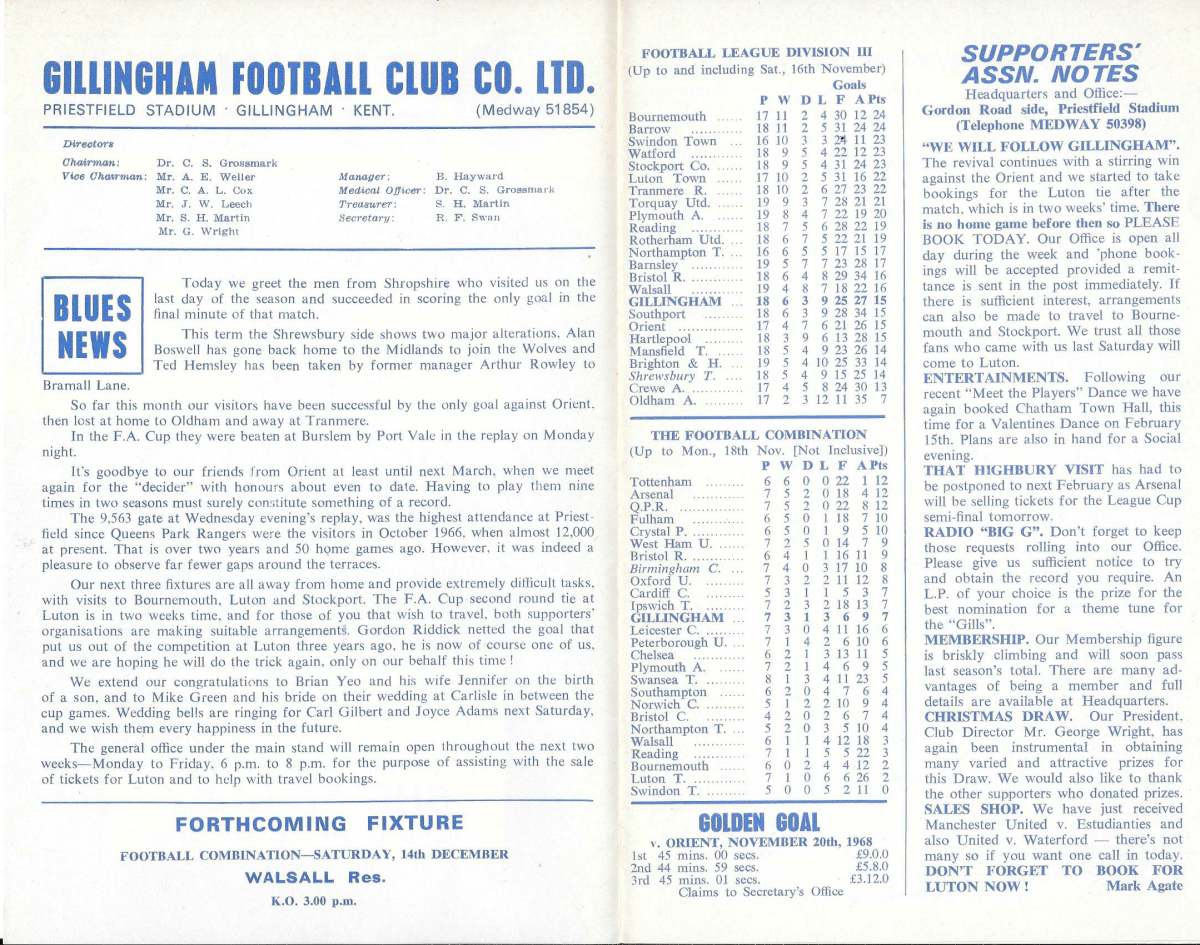 GILLINGHAM FOOTBALL CLUB CO. LTD.
PRIESTFIELD STADIUM · GILLINGHAM · KENT. (Medway 51854)
Directors
Chairman: Dr. C. S. Grossmark
Vice Chairman: Mr. A. E. Weller Manager: B. Hayward
Mr. C. A. L. Cox Medical Officer: Dr. C. S. Grossmark
Mr. J. W. Leech Treasurer: S. H. Martin
Mr. S. H. Martin Secretary: R. F. Swan
Mr. G. Wright
BLUES
NEWS
Today we greet the men from Shropshire who visited us on the
last day of the season and succeeded in scoring the only goal in the
final minute of that match.
This term the Shrewsbury side shows two major alterations. Alan
Boswell has gone back home to the Midlands to join the Wolves and
Ted Hemsley has been taken by former manager Arthur Rowley to
Bramall Lane.
So far this month our visitors have been successful by the only goal against Orient,
then lost at home to Oldham and away at Tranmere.
In the F.A. Cup they were beaten at Burslem by Port Vale in the replay on Monday
night.
It's goodbye to our friends from Orient at least until next March, when we meet
again for the "decider" with honours about even to date. Having to play them nine
times in two seasons must surely constitute something of a record.
The 9,563 gate at Wednesday evening's replay, was the highest attendance at Priest-
field since Queens Park Rangers were the visitors in October 1966, when almost 12,000
at present. That is over two years and 50 home games ago. However, it was indeed a
pleasure to observe far fewer gaps around the terraces.
Our next three fixtures are all away from home and provide extremely difficult tasks,
with visits to Bournemouth, Luton and Stockport. The F.A. Cup second round tie at
Luton is in two weeks time, and for those of you that wish to travel, both supporters'
organisations are making suitable arrangements. Gordon Riddick netted the goal that
put us out of the competition at Luton three years ago, he is now of course one of us,
and we are hoping he will do the trick again, only on our behalf this time !
We extend our congratulations to Brian Yeo and his wife Jennifer on the birth
of a son, and to Mike Green and his bride on their wedding at Carlisle in between the
cup games. Wedding bells are ringing for Carl Gilbert and Joyce Adams next Saturday,
and we wish them every happiness in the future.
The general office under the main stand will remain open throughout the next two
weeks—Monday to Friday, 6 p.m. to 8 p.m. for the purpose of assisting with the sale
of tickets for Luton and to help with travel bookings.
FORTHCOMING FIXTURE
FOOTBALL COMBINATION—SATURDAY, 14th DECEMBER
WALSALL Res.
K.O. 3.00 p.m.
FOOTBALL LEAGUE DIVISION III
(Up to and including Sat., 16th November)
Goals
P W D L F A Pts
Bournemouth ...... 17 11 2 4 30 12 24
Barrow ............ 18 11 2 5 31 24 24
Swindon Town ... 16 10 3 3 24 11 23
Watford ............ 18 9 5 4 22 12 23
Stockport Co. ...... 18 9 5 4 31 24 23
Luton Town ...... 17 10 2 5 31 16 22
Tranmere R. ...... 18 10 2 6 27 23 22
Torquay Utd. ...... 19 9 3 7 28 21 21
Plymouth A. ...... 19 8 4 7 22 19 20
Reading ............ 18 7 5 6 28 22 19
Rotherham Utd. ... 18 6 7 5 22 21 19
Northampton T. ... 16 6 5 5 17 15 17
Barnsley ............ 19 5 7 7 23 28 17
Bristol R. ............ 18 6 4 8 29 34 16
Walsall ............ 19 4 8 7 18 22 16
GILLINGHAM ... 18 6 3 9 25 27 15
Southport ......... 18 6 3 9 28 34 15
Orient ............... 17 4 7 6 21 26 15
Hartlepool ......... 18 3 9 6 13 28 15
Mansfield T. ...... 18 5 4 9 23 26 14
Brighton & H. ... 19 5 4 10 25 33 14
Shrewsbury T. .... 18 5 4 9 15 25 14
Crewe A. ............ 17 4 5 8 24 30 13
Oldham A. ......... 17 2 3 12 11 35 7
THE FOOTBALL COMBINATION
(Up to Mon., 18th Nov. [Not Inclusive])
P W D L F A Pts
Tottenham ......... 6 6 0 0 22 1 12
Arsenal ............ 7 5 2 0 18 4 12
Q.P.R. ............... 7 5 2 0 22 8 12
Fulham ............ 6 5 0 1 18 7 10
Crystal P. ............ 6 5 0 1 9 5 10
West Ham U. ...... 7 2 5 0 14 7 9
Bristol R. ............ 6 4 1 1 16 11 9
Birmingham C. ... 7 4 0 3 17 10 8
Oxford U. ......... 7 3 2 2 11 12 8
Cardiff C. ......... 5 3 1 1 5 3 7
Ipswich T. ......... 7 2 3 2 18 13 7
GILLINGHAM ... 7 3 1 3 6 9 7
Leicester C. ......... 7 3 0 4 11 16 6
Peterborough U. ... 7 1 4 2 6 10 6
Chelsea ............ 6 2 1 3 13 11 5
Plymouth A. ...... 7 2 1 4 6 9 5
Swansea T. ......... 8 1 3 4 11 23 5
Southampton ...... 6 2 0 4 7 6 4
Norwich C. ......... 5 1 2 2 10 9 4
Bristol C. ......... 4 2 0 2 6 7 4
Northampton T. ... 5 2 0 3 5 10 4
Walsall ............ 6 1 1 4 12 18 3
Reading ............ 7 1 1 5 5 22 3
Bournemouth ...... 6 0 2 4 4 12 2
Luton T. ............ 7 1 0 6 6 26 2
Swindon T. ......... 5 0 0 5 2 11 0
GOLDEN GOAL
v. ORIENT, NOVEMBER 20th, 1968
1st 45 mins. 00 secs. £9.0.0
2nd 44 mins. 59 secs. £5.8.0
3rd 45 mins. 01 secs. £3.12.0
Claims to Secretary's Office
SUPPORTERS'
ASSN. NOTES
Headquarters and Office:—
Gordon Road side, Priestfield Stadium
(Telephone MEDWAY 50398)
"WE WILL FOLLOW GILLINGHAM".
The revival continues with a stirring win
against the Orient and we started to take
bookings for the Luton tie after the
match, which is in two weeks' time. There
is no home game before then so PLEASE
BOOK TODAY. Our Office is open all
day during the week and 'phone book-
ings will be accepted provided a remit-
tance is sent in the post immediately. If
there is sufficient interest, arrangements
can also be made to travel to Bourne-
mouth and Stockport. We trust all those
fans who came with us last Saturday will
come to Luton.
ENTERTAINMENTS. Following our
recent "Meet the Players" Dance we have
again booked Chatham Town Hall, this
time for a Valentines Dance on February
15th. Plans are also in hand for a Social
evening.
THAT HIGHBURY VISIT has had to
be postponed to next February as Arsenal
will be selling tickets for the League Cup
semi-final tomorrow.
RADIO "BIG G". Don't forget to keep
those requests rolling into our Office.
Please give us sufficient notice to try
and obtain the record you require. An
L.P. of your choice is the prize for the
best nomination for a theme tune for
the "Gills".
MEMBERSHIP. Our Membership figure
is briskly climbing and will soon pass
last season's total. There are many ad-
vantages of being a member and full
details are available at Headquarters.
CHRISTMAS DRAW. Our President,
Club Director Mr. George Wright, has
again been instrumental in obtaining
many varied and attractive prizes for
this Draw. We would also like to thank
the other supporters who donated prizes.
SALES SHOP. We have just received
Manchester United v. Estudianties and
also United v. Waterford — there's not
many so if you want one call in today.
DON'T FORGET TO BOOK FOR
LUTON NOW ! Mark Agate